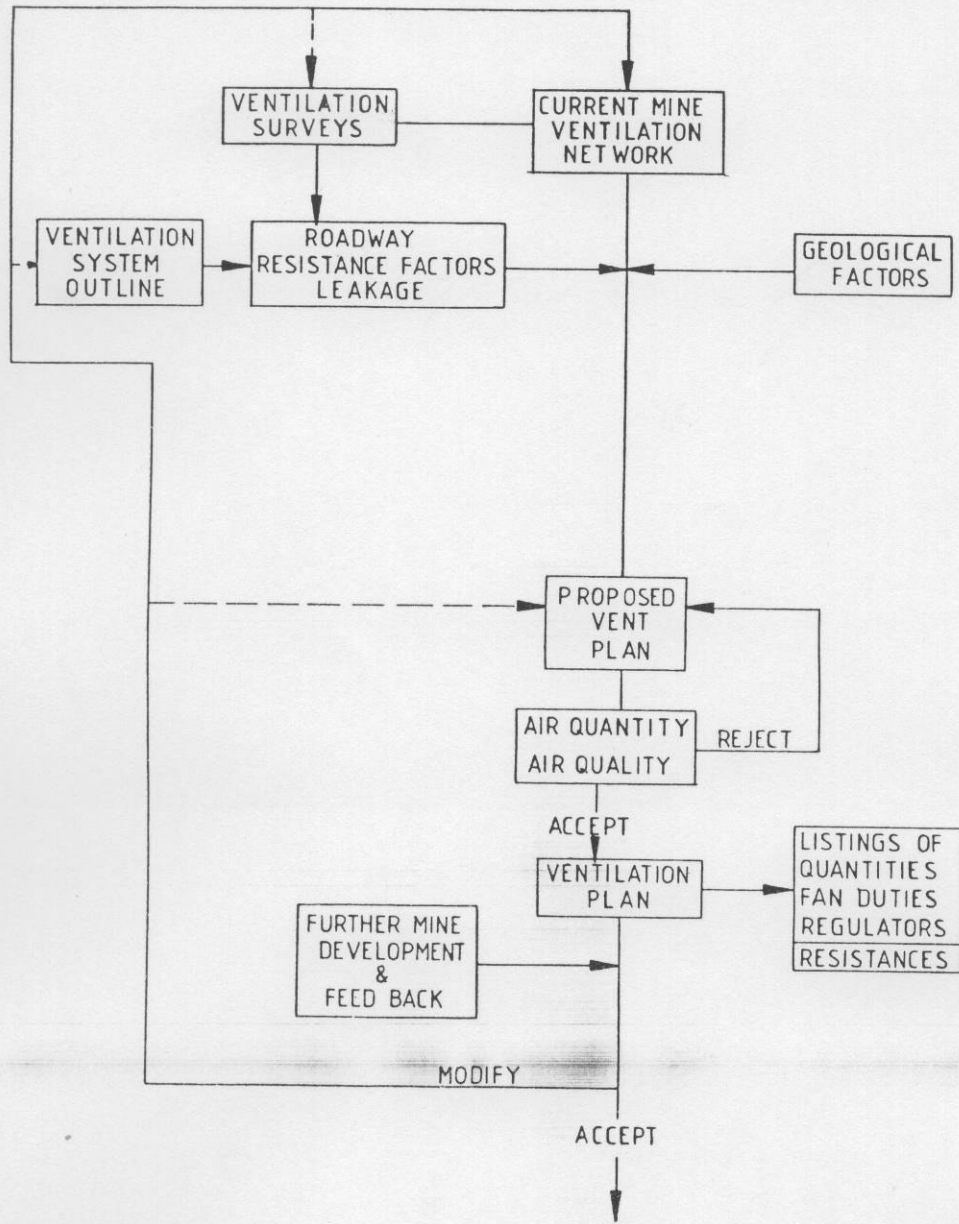 VENTILATION
SURVEYS
CURRENT MINE
VENTILATION
NETWORK
VENTILATION
SYSTEM
OUTLINE
ROADWAY
RESISTANCE FACTORS
LEAKAGE
GEOLOGICAL
FACTORS
PROPOSED
VENT
PLAN
AIR QUANTITY
AIR QUALITY
REJECT
ACCEPT
VENTILATION
PLAN
LISTINGS OF
QUANTITIES
FAN DUTIES
REGULATORS
RESISTANCES
FURTHER MINE
DEVELOPMENT
&
FEED BACK
MODIFY
ACCEPT